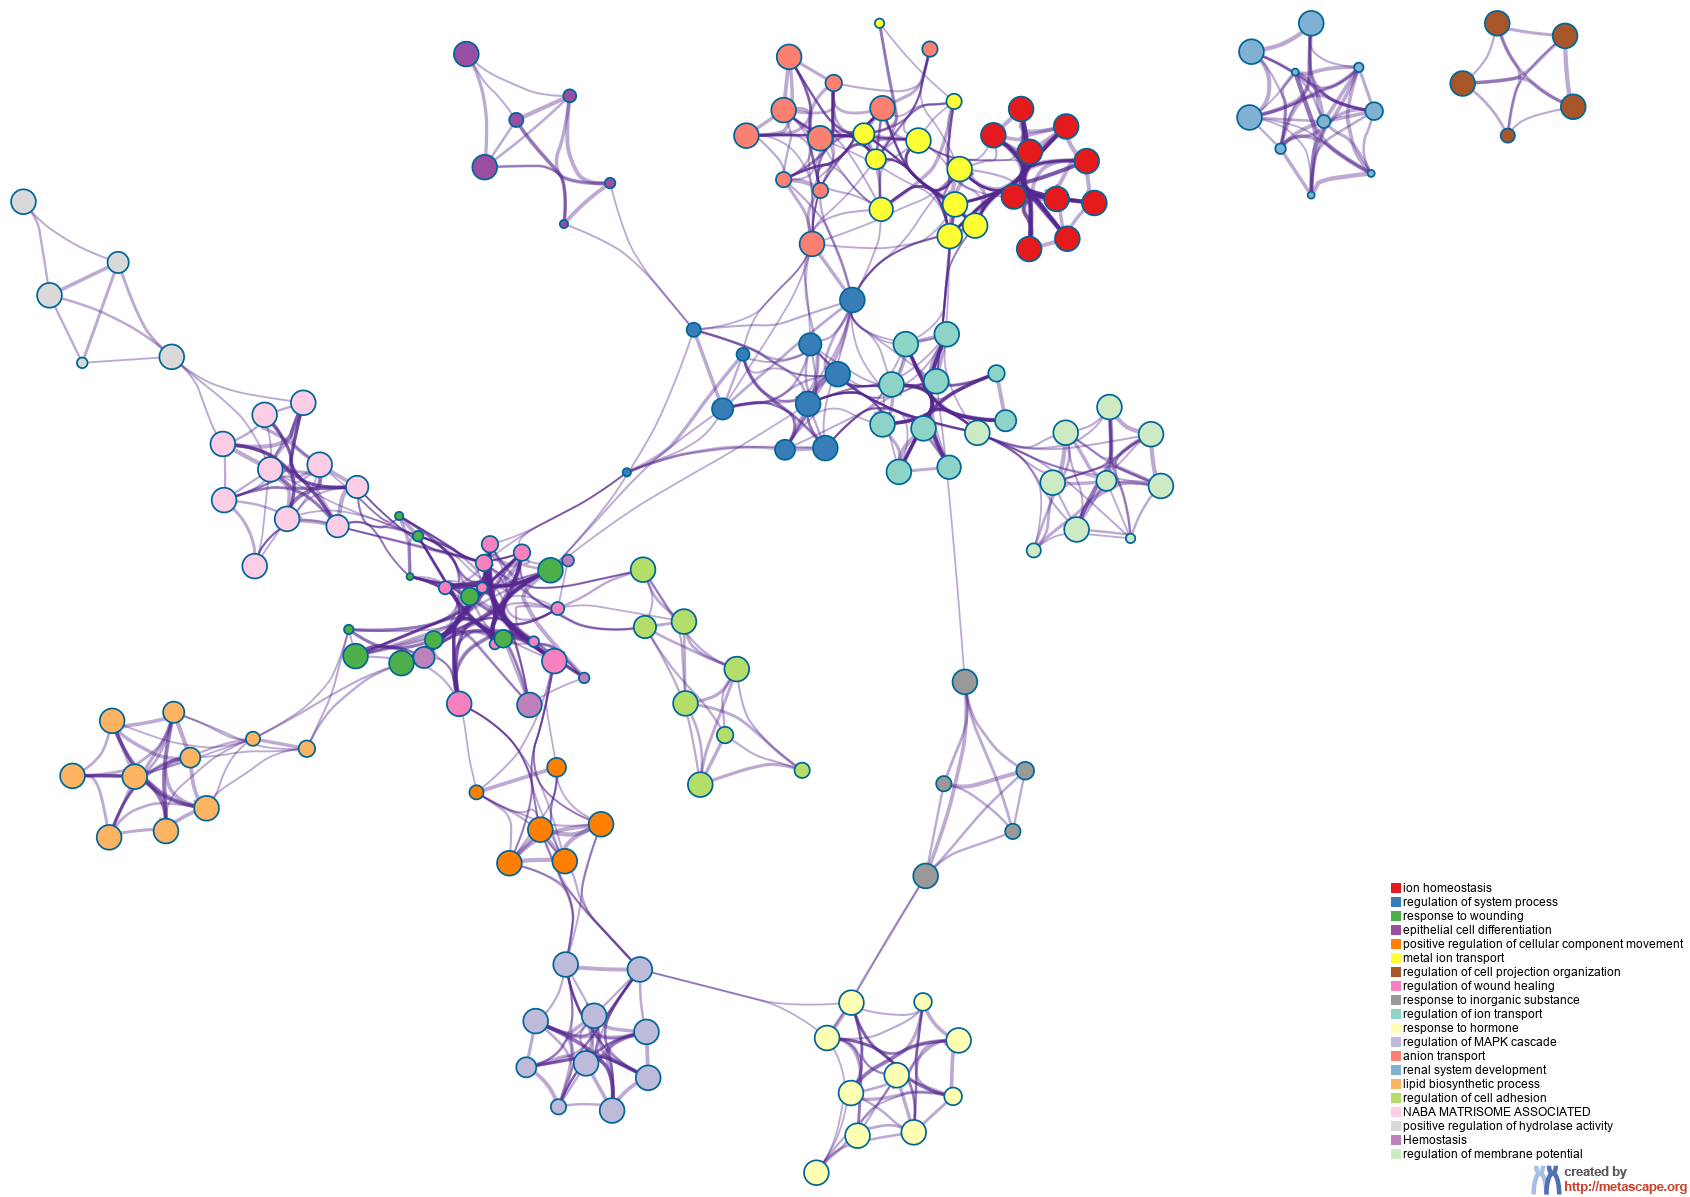 ion homeostasis
regulation of system process
response to wounding
epithelial cell differentiation
positive regulation of cellular component movement
metal ion transport
regulation of cell projection organization
regulation of wound healing
response to inorganic substance
regulation of ion transport
response to hormone
regulation of MAPK cascade
anion transport
renal system development
lipid biosynthetic process
regulation of cell adhesion
NABA MATRISOME ASSOCIATED
positive regulation of hydrolase activity
Hemostasis
regulation of membrane potential
created by
http://metascape.org